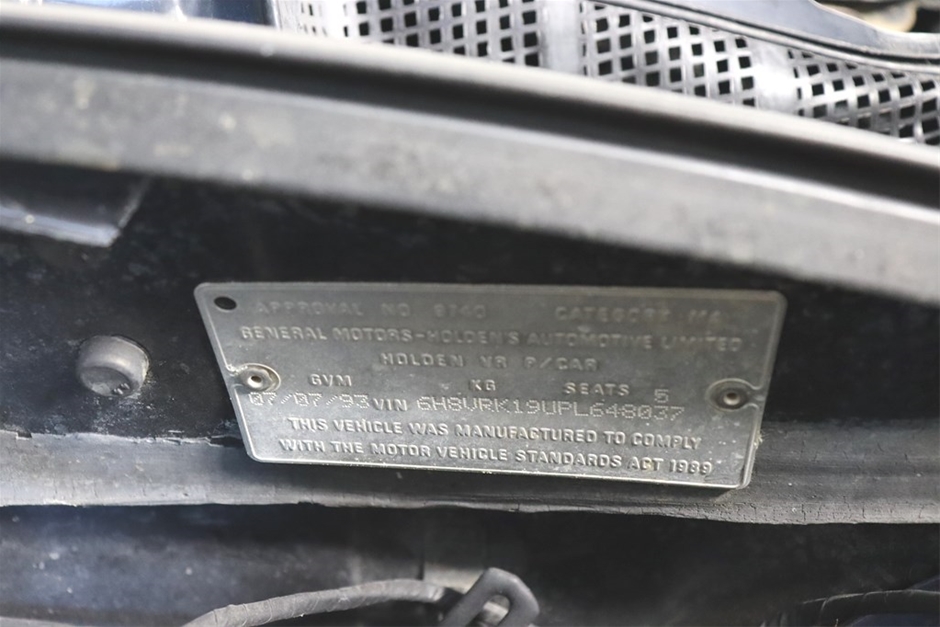 APPROVAL NO 9740 CATEGORY MA
GENERAL MOTORS-HOLDEN'S AUTOMOTIVE LIMITED
HOLDEN VR P/CAR
GVM KG SEATS 5
07/07/93 VIN 6H8VRK19UPL648037
THIS VEHICLE WAS MANUFACTURED TO COMPLY
WITH THE MOTOR VEHICLE STANDARDS ACT 1989